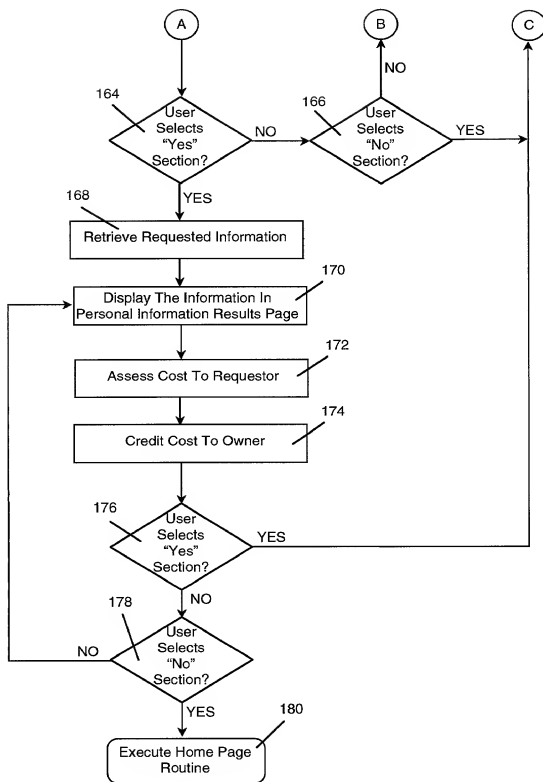 A
B
C
164
User
Selects
“Yes”
Section?
NO
166
NO
User
Selects
“No”
Section?
YES
YES
168
Retrieve Requested Information
170
Display The Information In
Personal Information Results Page
172
Assess Cost To Requestor
174
Credit Cost To Owner
176
User
Selects
“Yes”
Section?
YES
NO
178
User
Selects
“No”
Section?
NO
YES
180
Execute Home Page
Routine